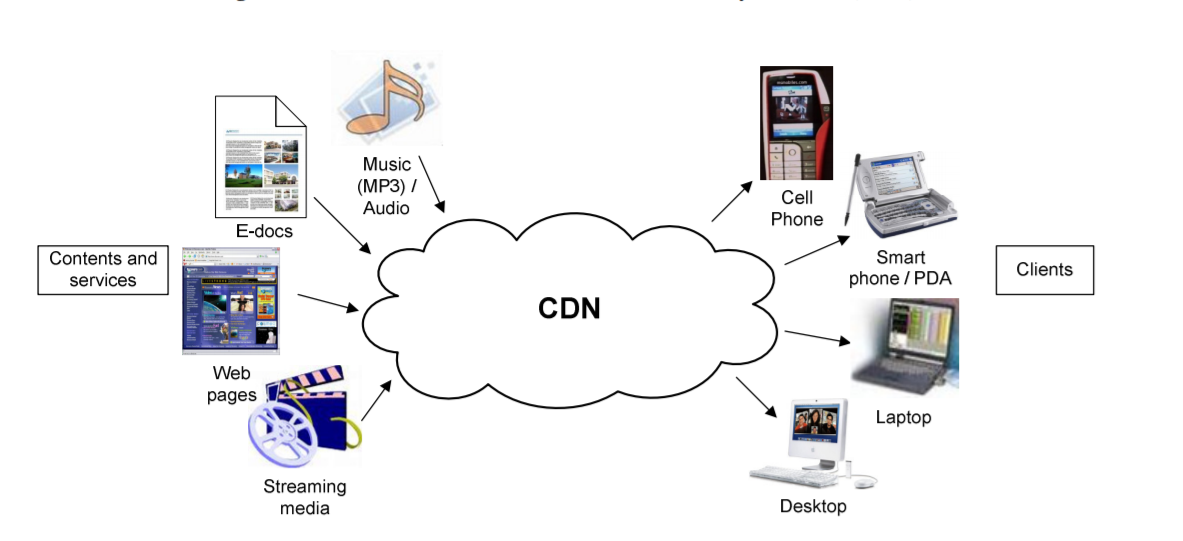 Music
(MP3) /
Audio
E-docs
Contents and
services
Web
pages
Streaming
media
CDN
Cell
Phone
Smart
phone / PDA
Clients
Laptop
Desktop